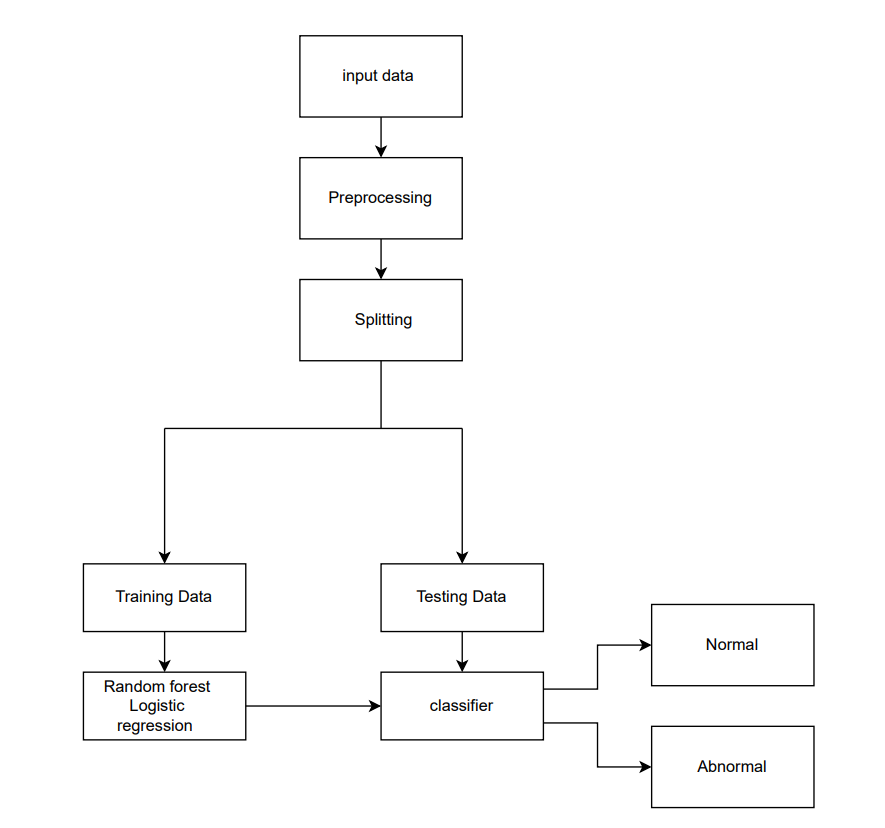 input data
Preprocessing
Splitting
Training Data
Testing Data
Normal
Random forest
Logistic
regression
classifier
Abnormal